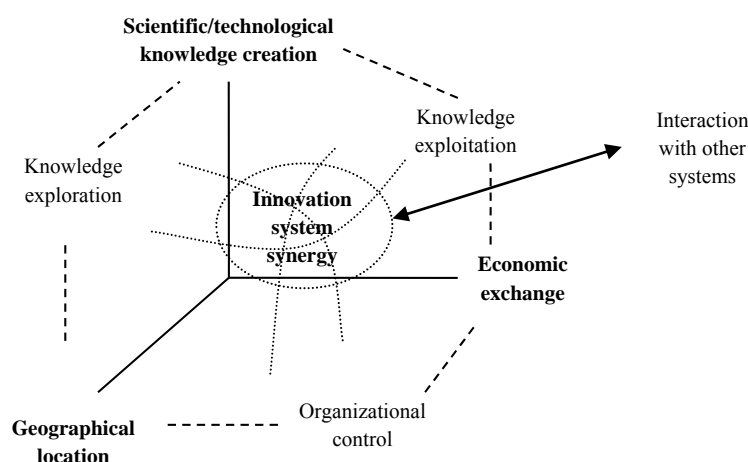 Scientific/technological
knowledge creation
Knowledge
exploitation
Interaction
with other
systems
Knowledge
exploration
Innovation
system
synergy
Economic
exchange
Organizational
control
Geographical
location